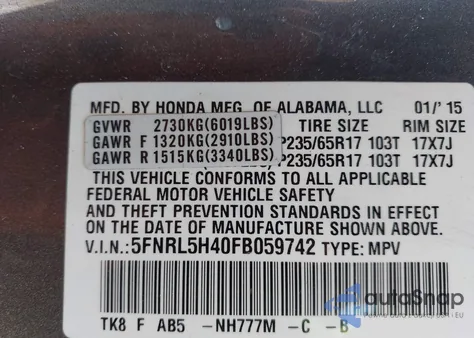 MFD. BY HONDA MFG. OF ALABAMA, LLC 01/'15
GVWR 2730KG(6019LBS) TIRE SIZE RIM SIZE
GAWR F 1320KG(2910LBS) P235/65R17 103T 17X7J
GAWR R 1515KG(3340LBS) P235/65R17 103T 17X7J
THIS VEHICLE CONFORMS TO ALL APPLICABLE
FEDERAL MOTOR VEHICLE SAFETY
AND THEFT PREVENTION STANDARDS IN EFFECT
ON THE DATE OF MANUFACTURE SHOWN ABOVE.
V.I.N.:5FNRL5H40FB059742 TYPE: MPV
autoSnap
TK8 F AB5 -NH777M -C -B